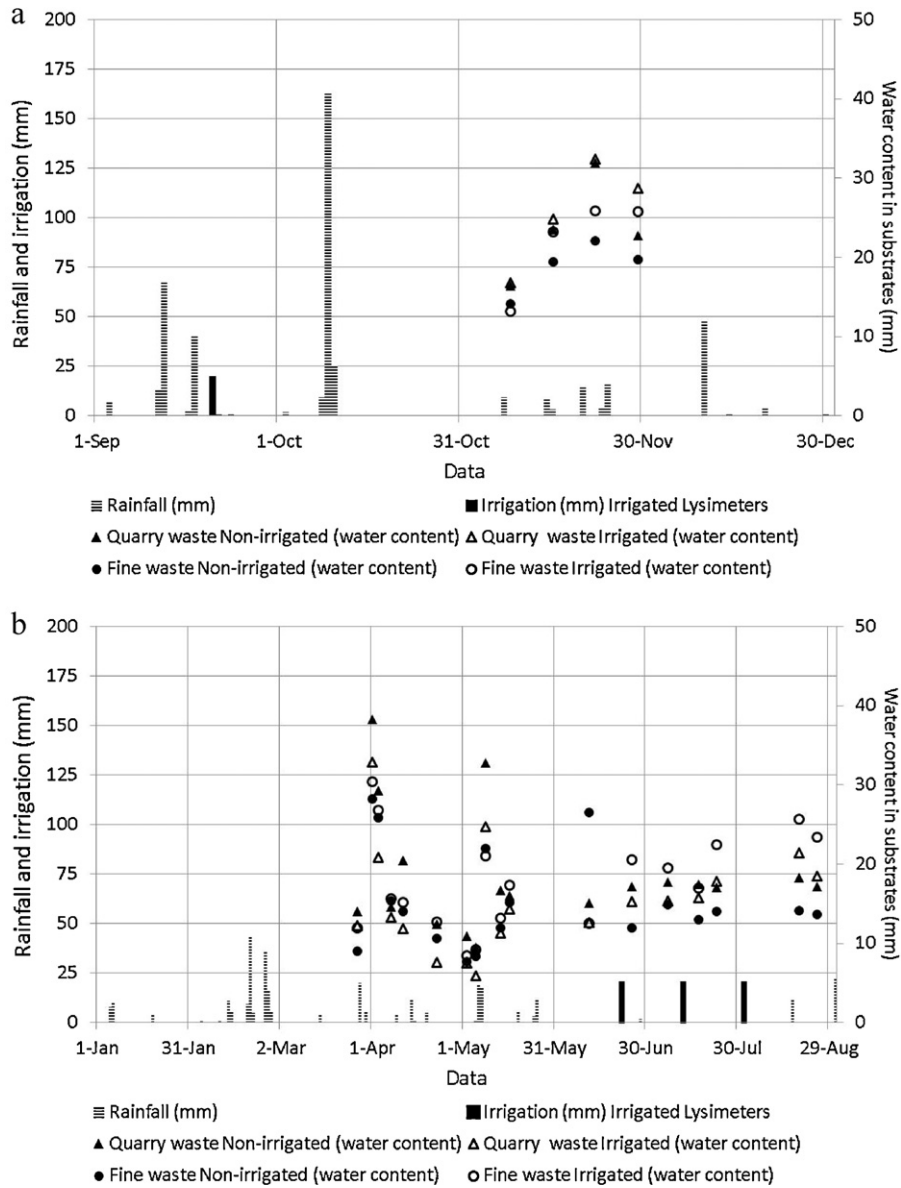 a
200
175
150
125
100
75
50
25
0
50
40
30
20
10
0
Rainfall and irrigation (mm)
Water content in substrates (mm)
1-Sep 1-Oct 31-Oct 30-Nov 30-Dec
Data
Rainfall (mm) Irrigation (mm) Irrigated Lysimeters
Quarry waste Non-irrigated (water content) Quarry waste Irrigated (water content)
Fine waste Non-irrigated (water content) Fine waste Irrigated (water content)
b
200
175
150
125
100
75
50
25
0
50
40
30
20
10
0
Rainfall and irrigation (mm)
Water content in substrates (mm)
1-Jan 31-Jan 2-Mar 1-Apr 1-May 31-May 30-Jun 30-Jul 29-Aug
Data
Rainfall (mm) Irrigation (mm) Irrigated Lysimeters
Quarry waste Non-irrigated (water content) Quarry waste Irrigated (water content)
Fine waste Non-irrigated (water content) Fine waste Irrigated (water content)